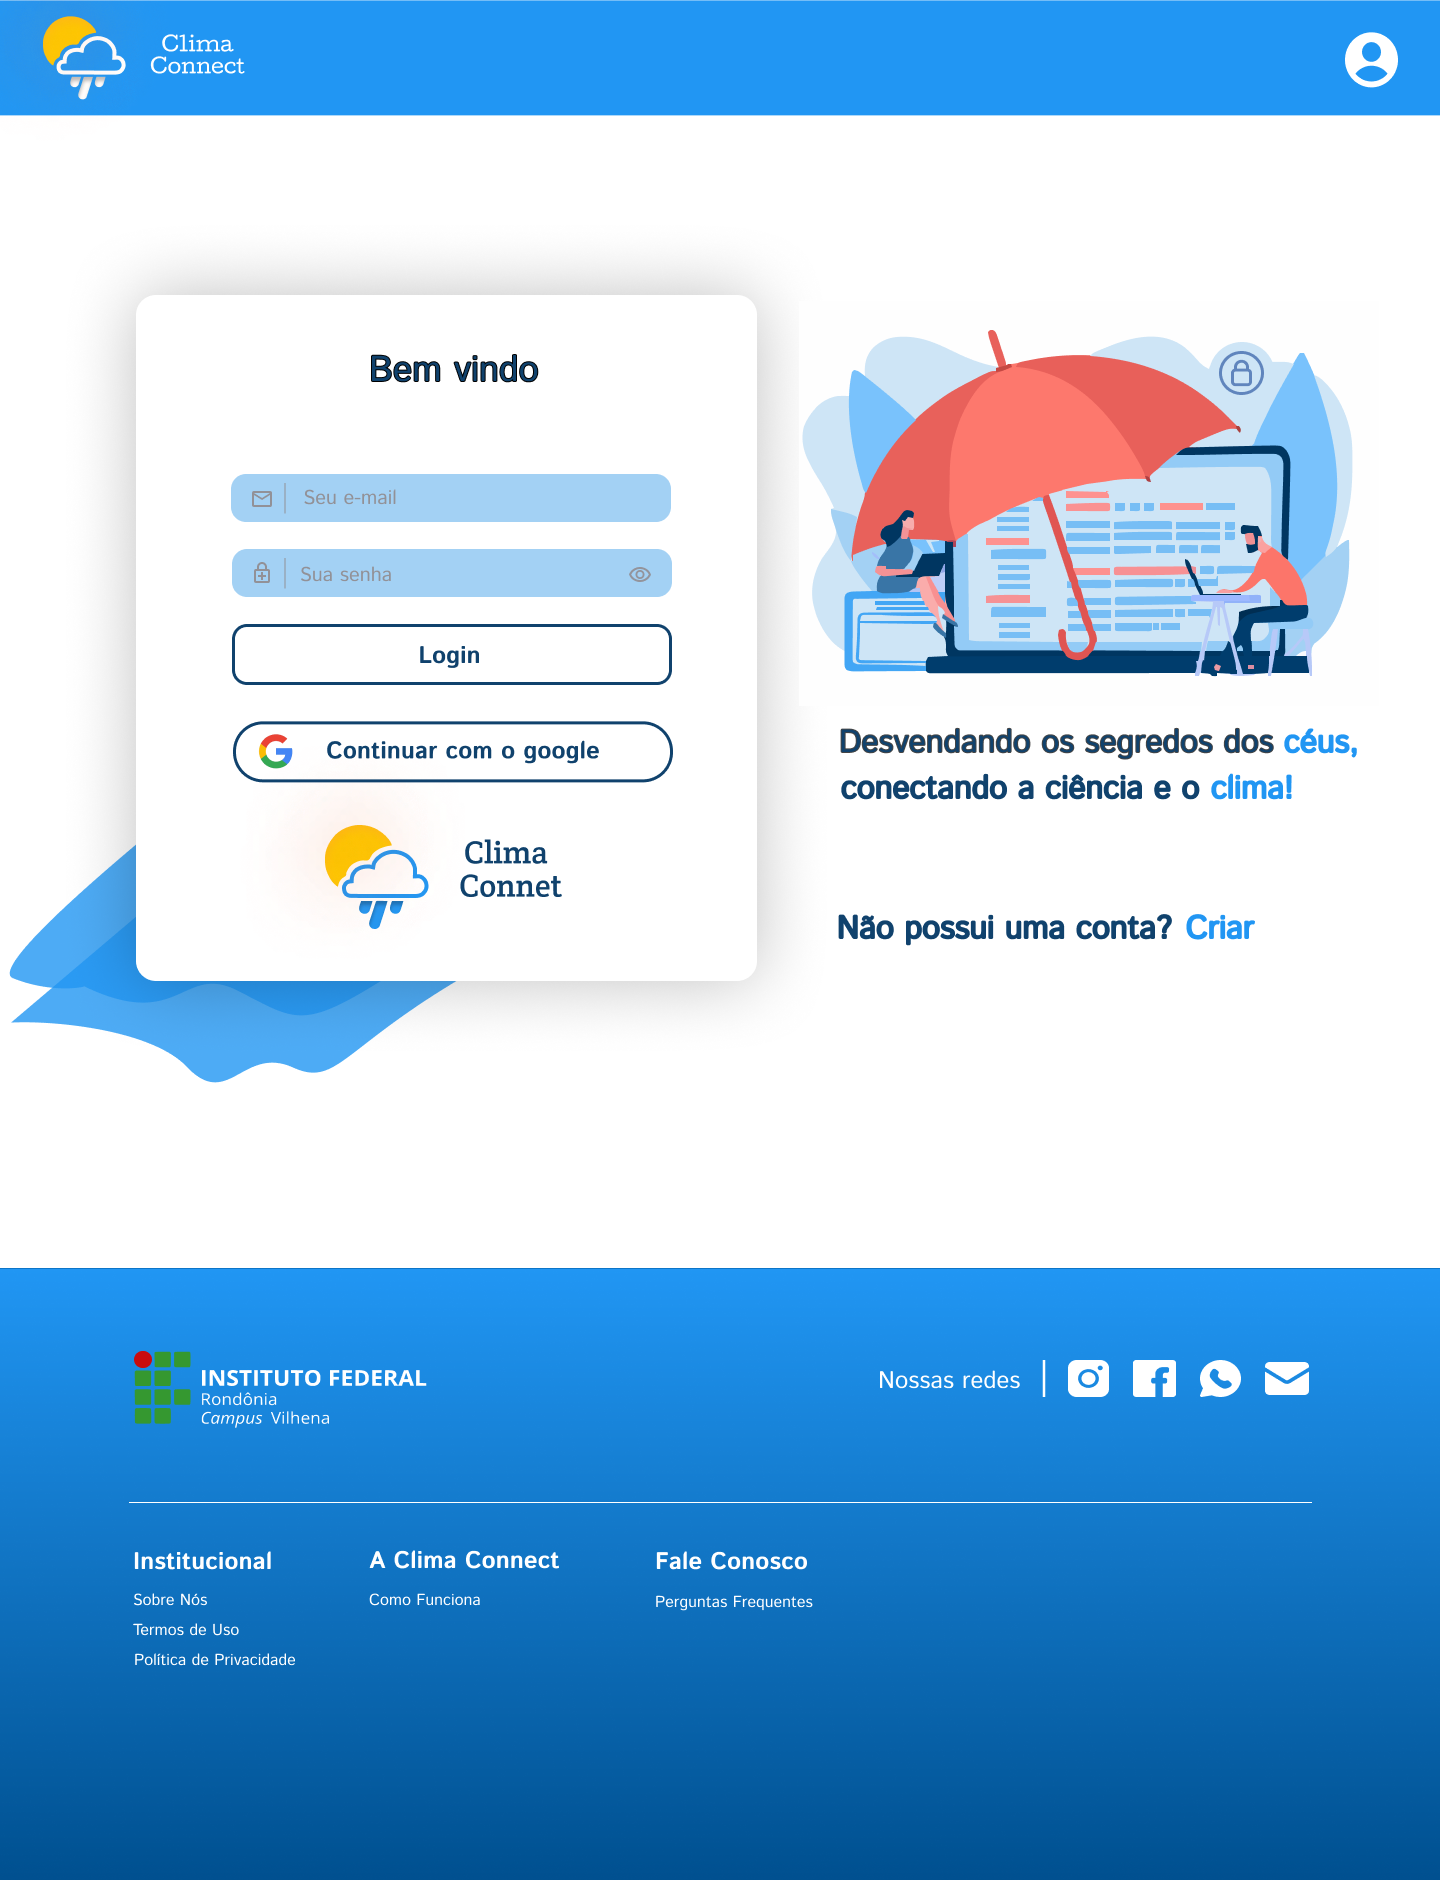 Clima
Connect
Bem vindo
Seu e-mail
Sua senha
Login
Continuar com o google
Clima
Connet
Desvendando os segredos dos céus,
conectando a ciência e o clima!
Não possui uma conta? Criar
INSTITUTO FEDERAL
Rondônia
Campus Vilhena
Nossas redes
Institucional
Sobre Nós
Termos de Uso
Política de Privacidade
A Clima Connect
Como Funciona
Fale Conosco
Perguntas Frequentes